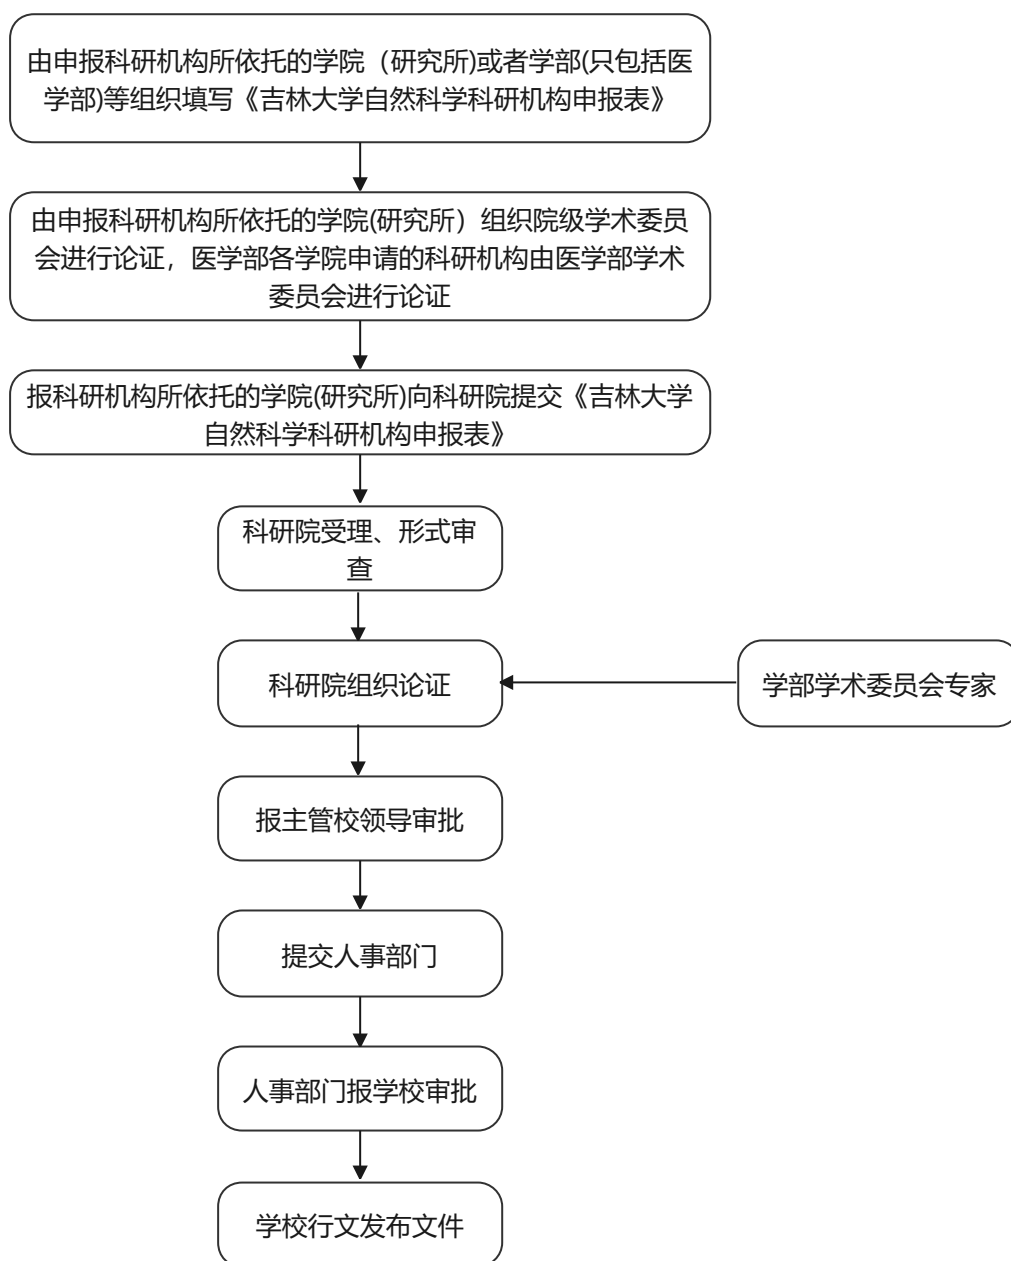 由申报科研机构所依托的学院（研究所)或者学部(只包括医
学部)等组织填写《吉林大学自然科学科研机构申报表》
由申报科研机构所依托的学院(研究所）组织院级学术委员
会进行论证，医学部各学院申请的科研机构由医学部学术
委员会进行论证
报科研机构所依托的学院(研究所)向科研院提交《吉林大学
自然科学科研机构申报表》
科研院受理、形式审
查
科研院组织论证
学部学术委员会专家
报主管校领导审批
提交人事部门
人事部门报学校审批
学校行文发布文件